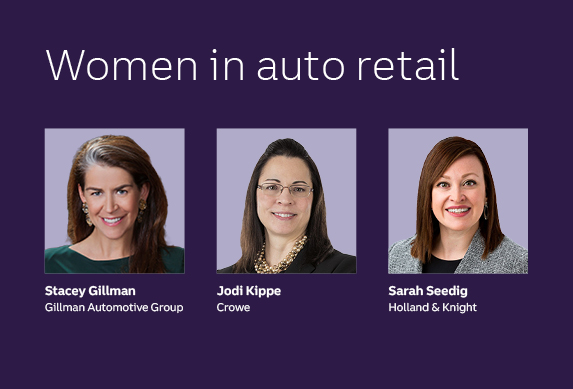 Women in auto retail
Stacey Gillman
Gillman Automotive Group
Jodi Kippe
Crowe
Sarah Seedig
Holland & Knight